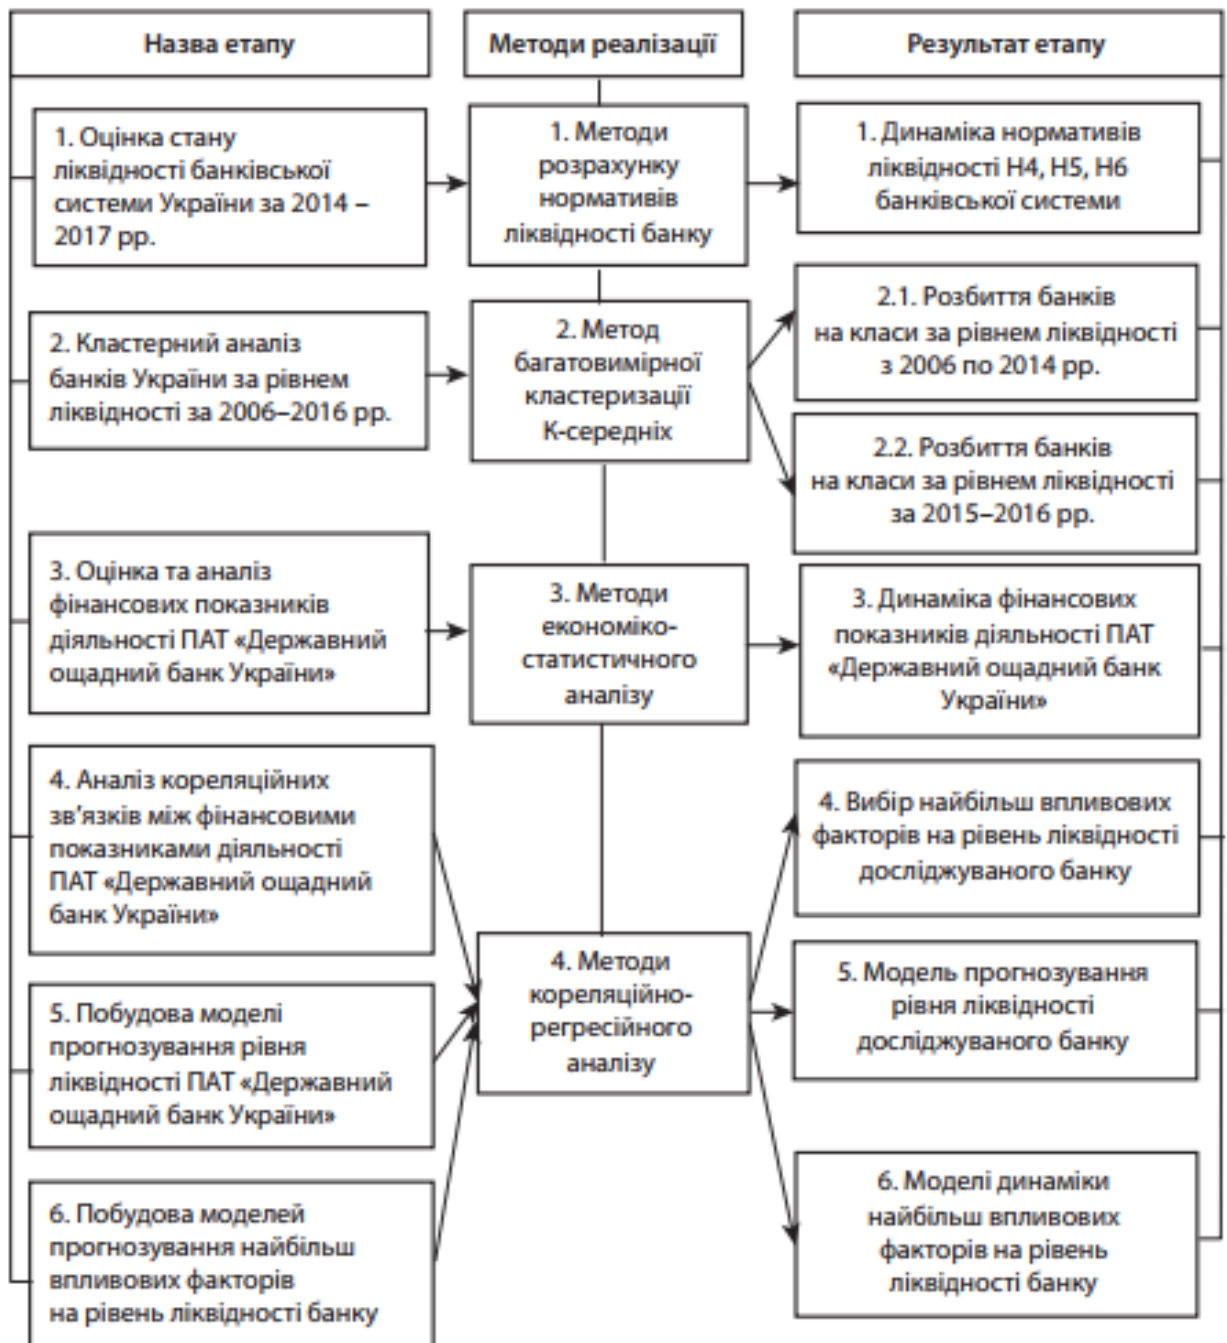 Назва етапу
Методи реалізації
Результат етапу
1. Оцінка стану
ліквідності банківської
системи України за 2014 –
2017 рр.
1. Методи
розрахунку
нормативів
ліквідності банку
1. Динаміка нормативів
ліквідності Н4, Н5, Н6
банківської системи
2. Кластерний аналіз
банків України за рівнем
ліквідності за 2006–2016 рр.
2. Метод
багатовимірної
кластеризації
К-середніх
2.1. Розбиття банків
на класи за рівнем ліквідності
з 2006 по 2014 рр.
2.2. Розбиття банків
на класи за рівнем ліквідності
за 2015–2016 рр.
3. Оцінка та аналіз
фінансових показників
діяльності ПАТ «Державний
ощадний банк України»
3. Методи
економіко-
статистичного
аналізу
3. Динаміка фінансових
показників діяльності ПАТ
«Державний ощадний банк
України»
4. Аналіз кореляційних
зв’язків між фінансовими
показниками діяльності
ПАТ «Державний ощадний
банк України»
4. Методи
кореляційно-
регресійного
аналізу
4. Вибір найбільш впливових
факторів на рівень ліквідності
досліджуваного банку
5. Побудова моделі
прогнозування рівня
ліквідності ПАТ «Державний
ощадний банк України»
5. Модель прогнозування
рівня ліквідності
досліджуваного банку
6. Побудова моделей
прогнозування найбільш
впливових факторів
на рівень ліквідності банку
6. Моделі динаміки
найбільш впливових
факторів на рівень
ліквідності банку